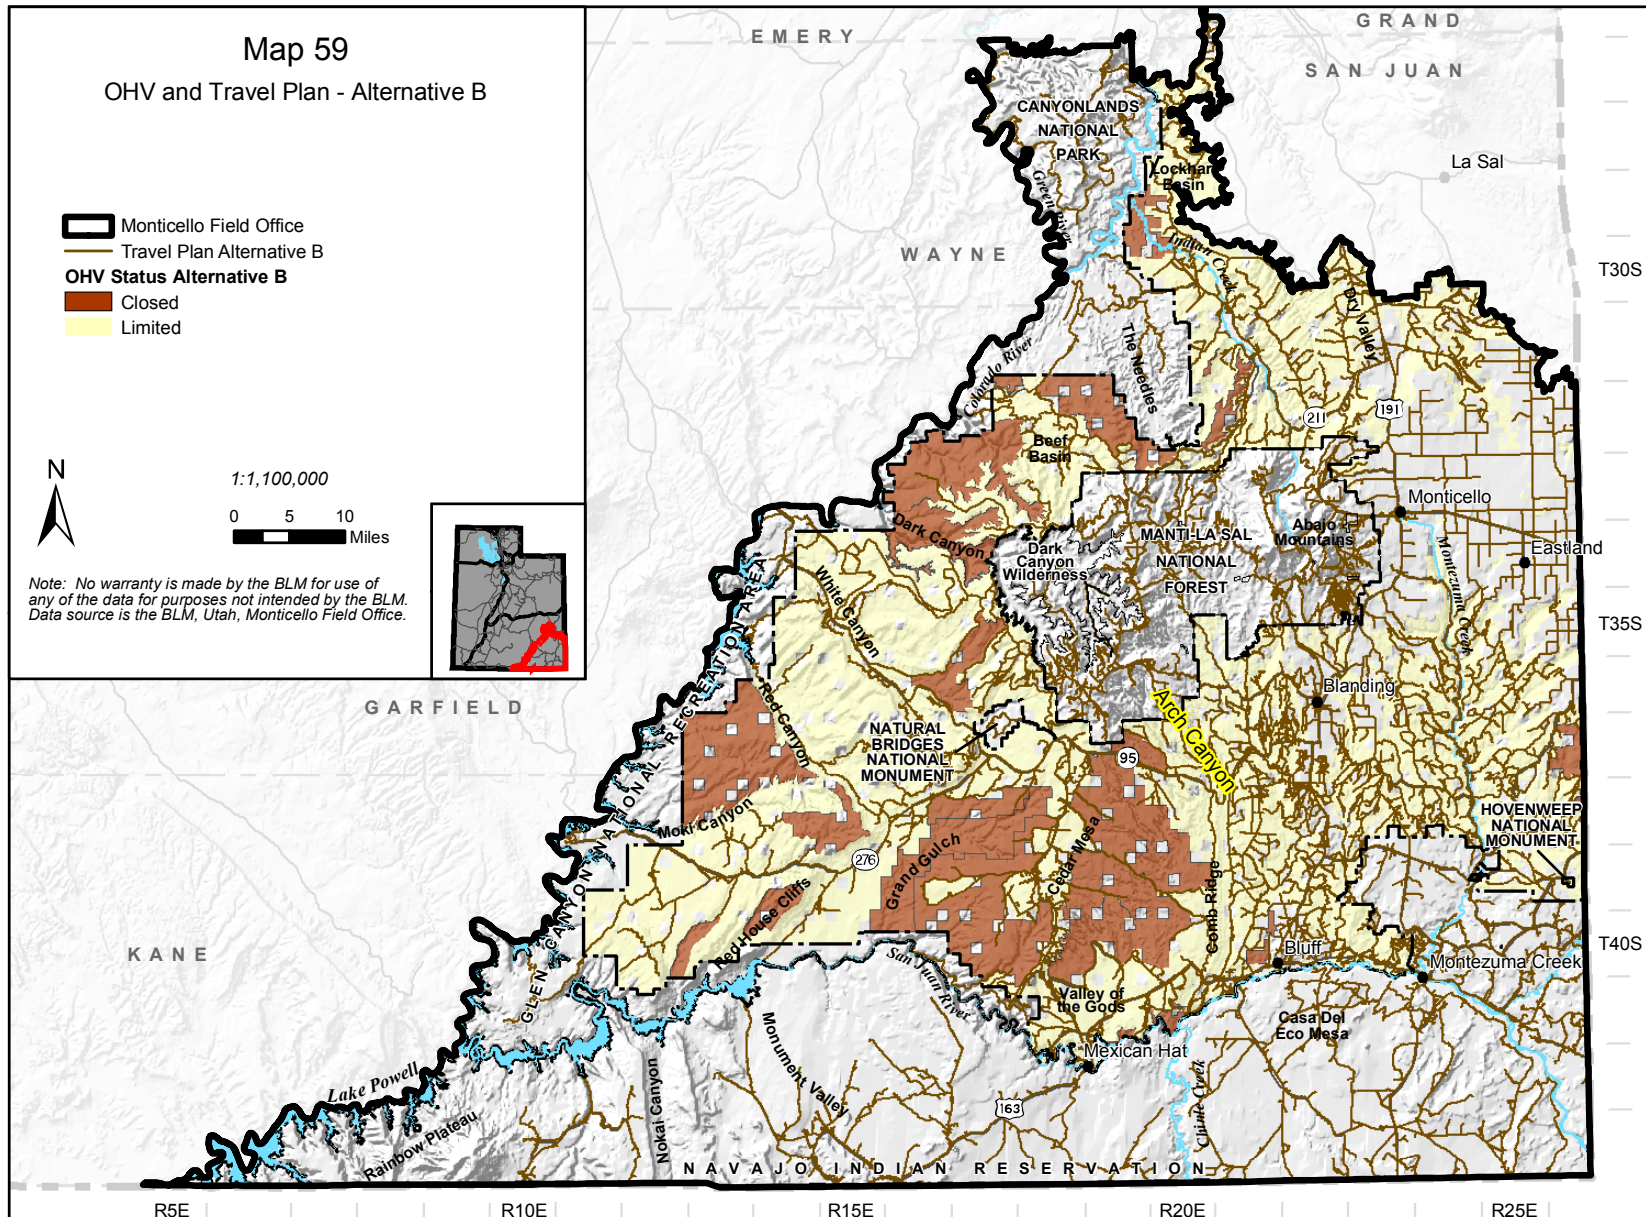 Map 59
OHV and Travel Plan - Alternative B
Monticello Field Office
Travel Plan Alternative B
OHV Status Alternative B
Closed
Limited
N
1:1,100,000
0 5 10
Miles
Note: No warranty is made by the BLM for use of
any of the data for purposes not intended by the BLM.
Data source is the BLM, Utah, Monticello Field Office.
EMERY
GRAND
SAN JUAN
WAYNE
GARFIELD
KANE
La Sal
CANYONLANDS
NATIONAL
PARK
Green River
Lockhart
Basin
Indian Creek
Dry Valley
The Needles
Colorado River
211
191
Beef
Basin
Dark Canyon
Dark
Canyon
Wilderness
MANTI-LA SAL
NATIONAL
FOREST
Abajo
Mountains
Monticello
Eastland
Montezuma Creek
White Canyon
Red Canyon
Blanding
Arch Canyon
NATURAL
BRIDGES
NATIONAL
MONUMENT
95
GLEN CANYON NATIONAL RECREATION AREA
Moki Canyon
276
Grand Gulch
Cedar Mesa
Comb Ridge
HOVENWEEP
NATIONAL
MONUMENT
Red House Cliffs
San Juan River
Valley of
the Gods
Bluff
Montezuma Creek
Casa Del
Eco Mesa
Mexican Hat
Chinle Creek
Monument Valley
163
Nokai Canyon
Lake Powell
Rainbow Plateau
NAVAJO INDIAN RESERVATION
T30S
T35S
T40S
R5E
R10E
R15E
R20E
R25E